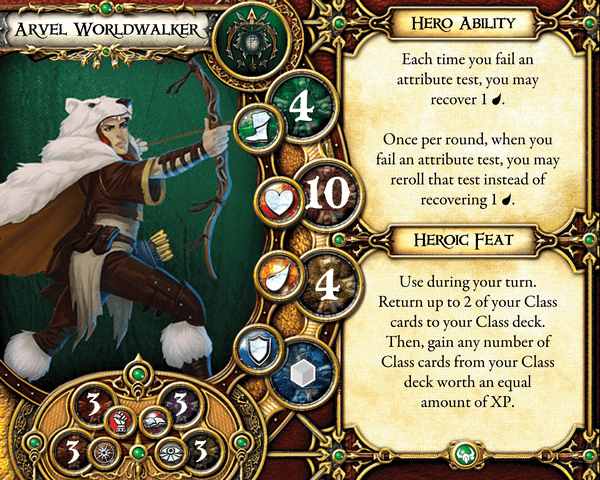 Arvel Worldwalker
4
10
4
3
3
3
3
Hero Ability
Each time you fail an
attribute test, you may
recover 1 .
Once per round, when you
fail an attribute test, you may
reroll that test instead of
recovering 1 .
Heroic Feat
Use during your turn.
Return up to 2 of your Class
cards to your Class deck.
Then, gain any number of
Class cards from your Class
deck worth an equal
amount of XP.